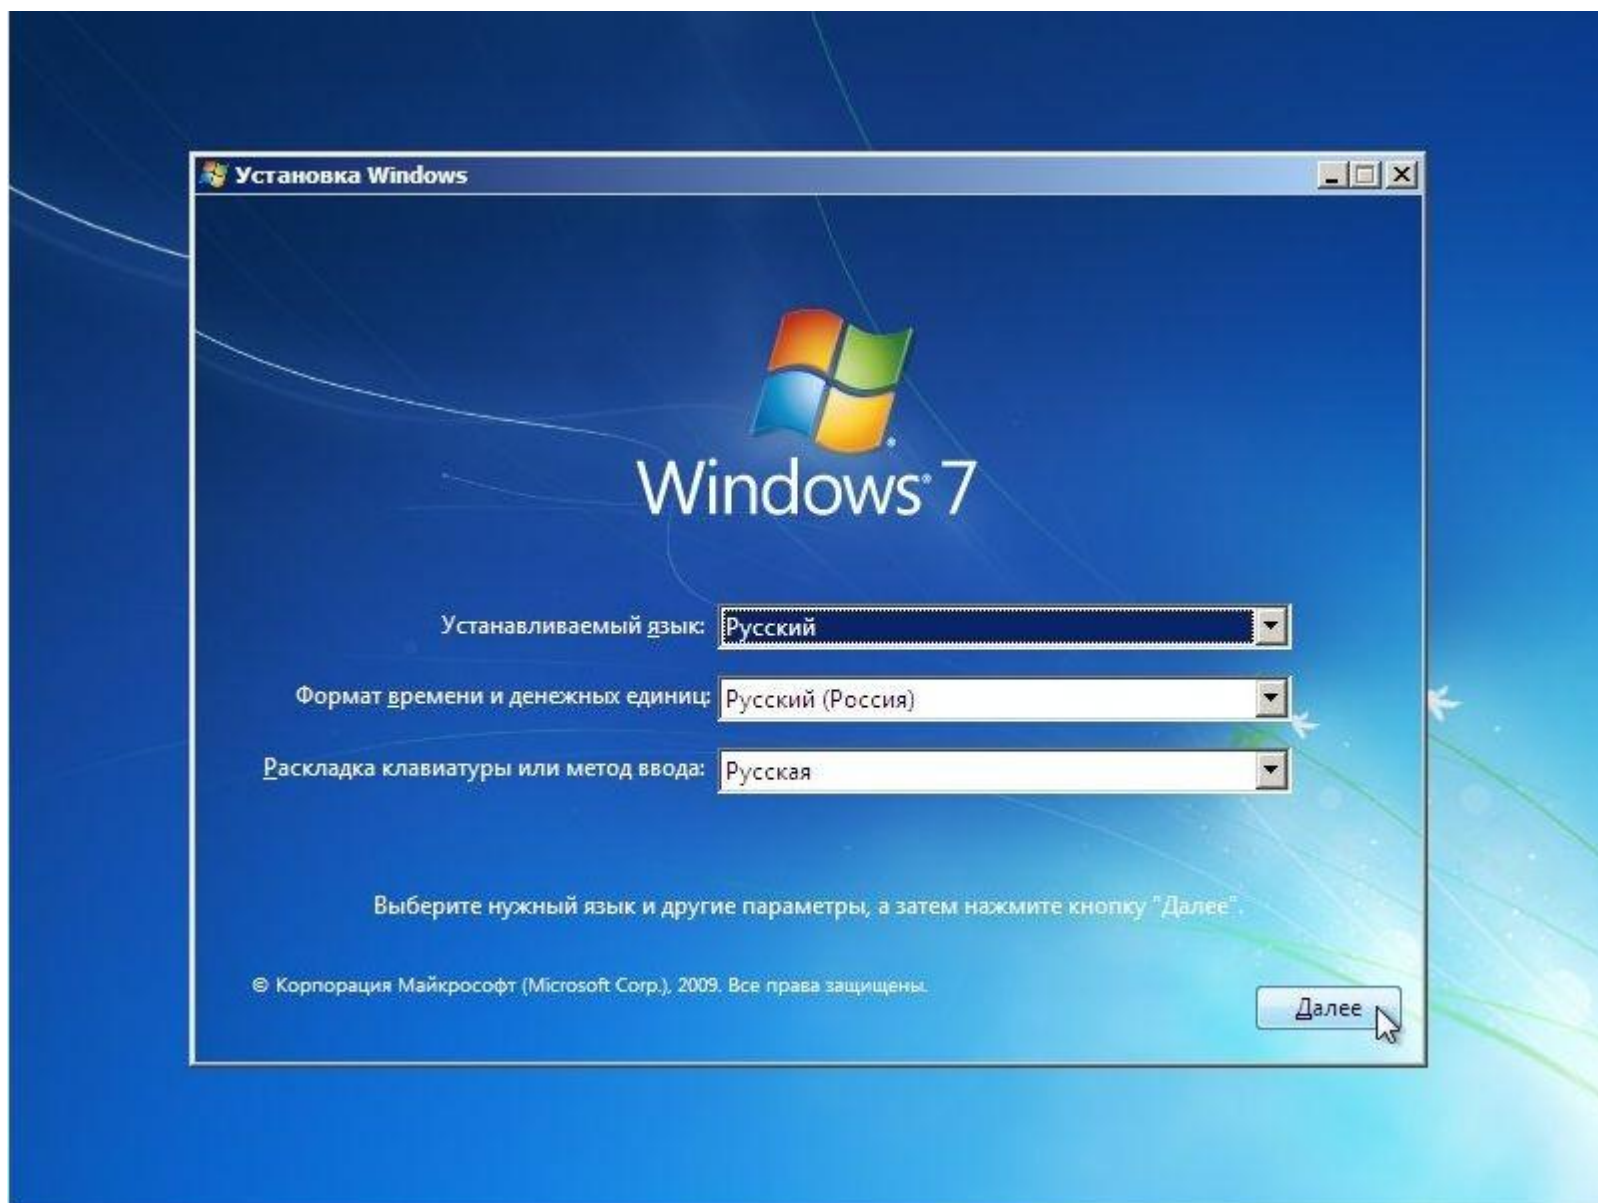 Установка Windows
Windows® 7
Устанавливаемый язык: Русский
Формат времени и денежных единиц: Русский (Россия)
Раскладка клавиатуры или метод ввода: Русская
Выберите нужный язык и другие параметры, а затем нажмите кнопку "Далее".
© Корпорация Майкрософт (Microsoft Corp.), 2009. Все права защищены.
Далее